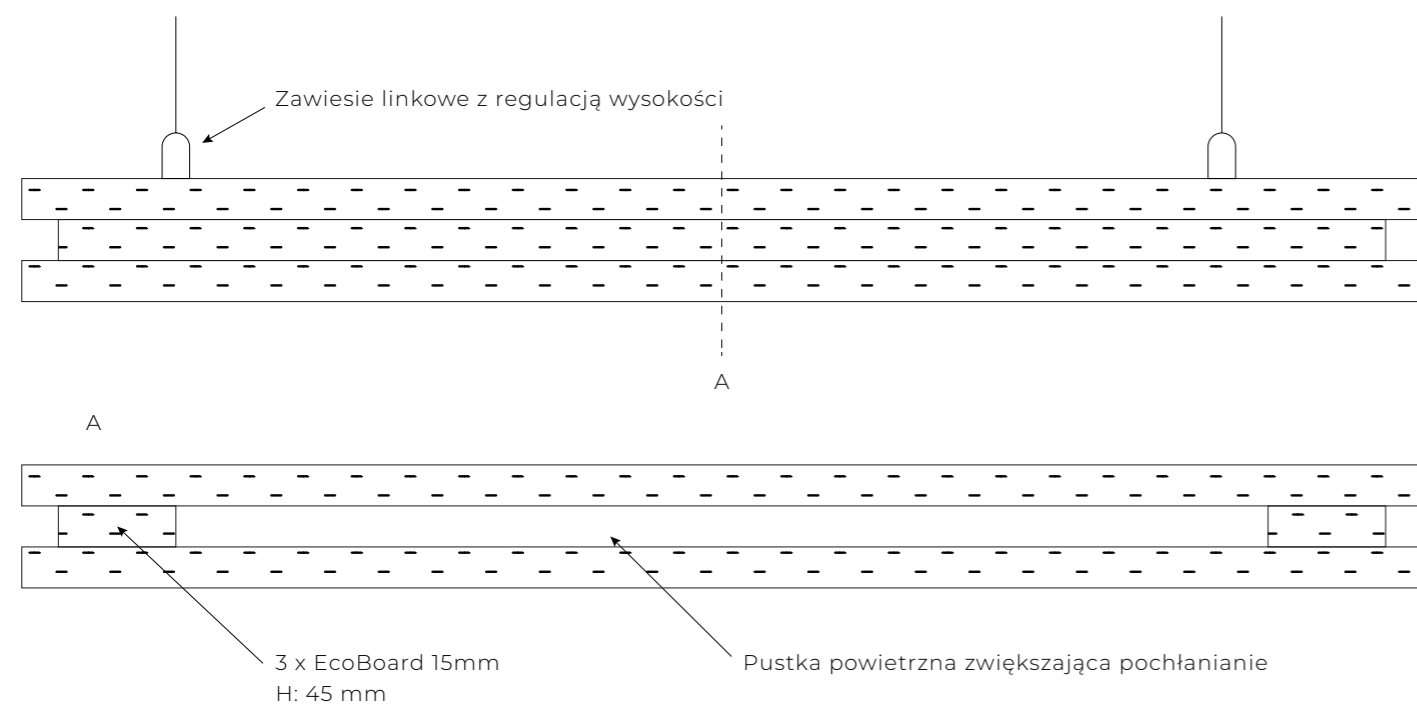 Zawiesie linkowe z regulacją wysokości
A
A
3 x EcoBoard 15mm
H: 45 mm
Pustka powietrzna zwiększająca pochłanianie